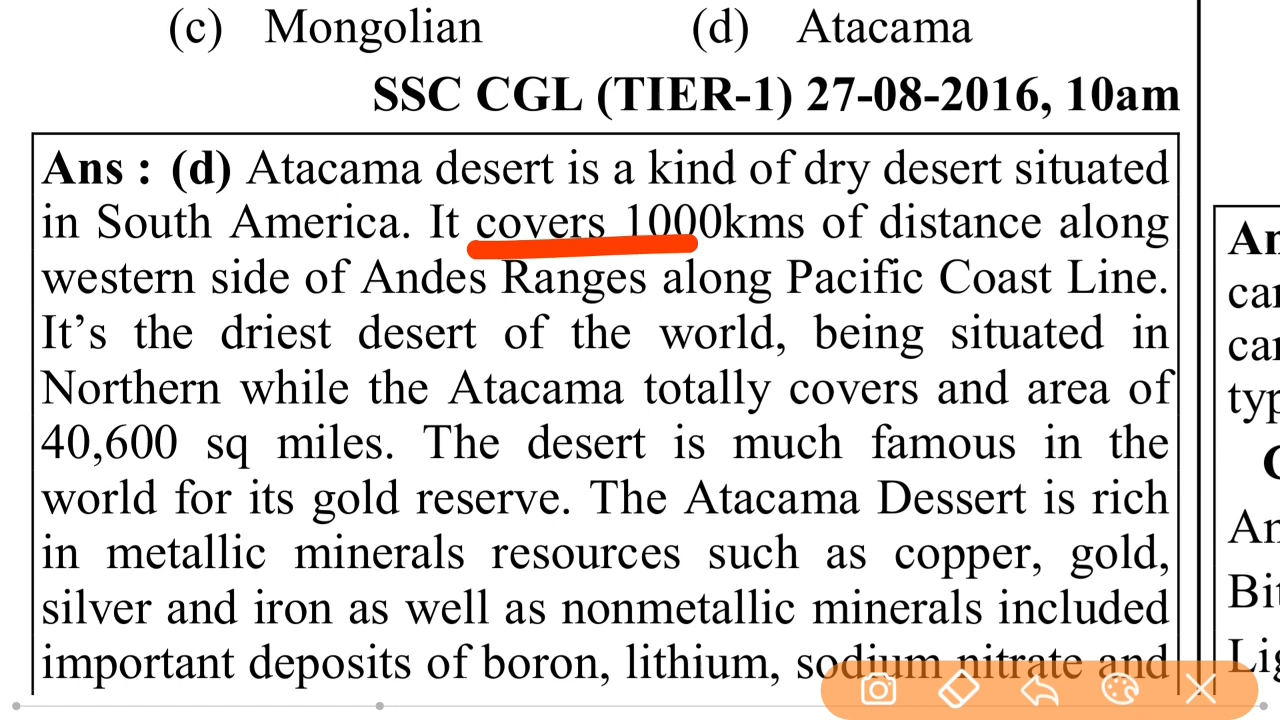 (c) Mongolian (d) Atacama
SSC CGL (TIER-1) 27-08-2016, 10am
Ans : (d) Atacama desert is a kind of dry desert situated
in South America. It covers 1000kms of distance along
western side of Andes Ranges along Pacific Coast Line.
It's the driest desert of the world, being situated in
Northern while the Atacama totally covers and area of
40,600 sq miles. The desert is much famous in the
world for its gold reserve. The Atacama Dessert is rich
in metallic minerals resources such as copper, gold,
silver and iron as well as nonmetallic minerals included
important deposits of boron, lithium, sodium nitrate and